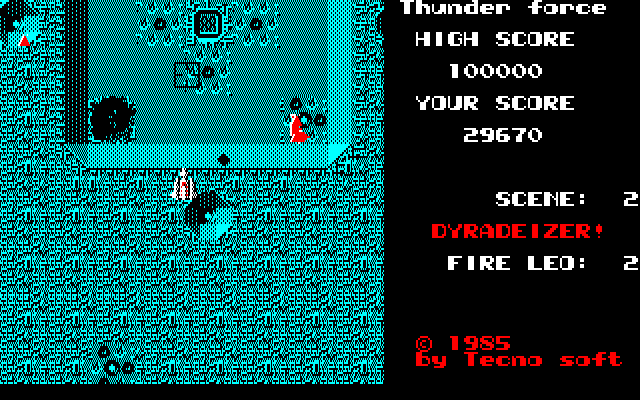 Thunder force
HIGH SCORE
100000
YOUR SCORE
29670
SCENE: 2
DYRADEIZER!
FIRE LEO: 2
© 1985
by Tecno soft